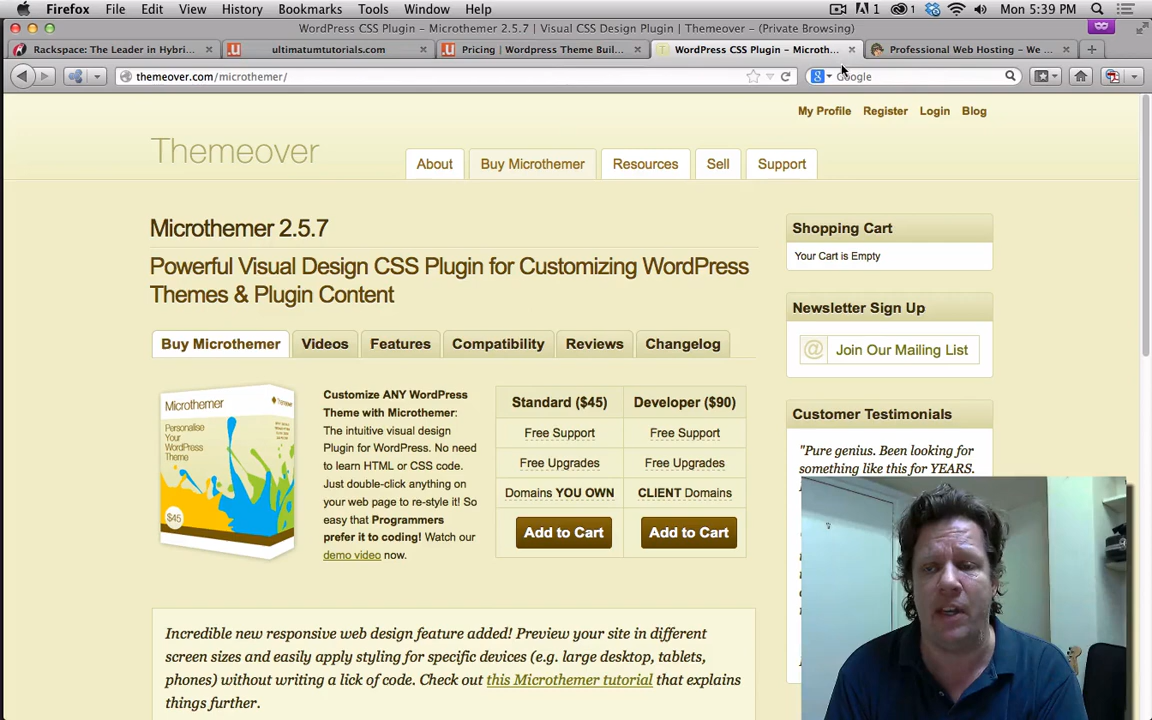 Firefox File Edit View History Bookmarks Tools Window Help 1 1 Mon 5:39 PM
WordPress CSS Plugin – Microthemer 2.5.7 | Visual CSS Design Plugin | Themeover – (Private Browsing)
Rackspace: The Leader in Hybri... ultimatumtutorials.com Pricing | Wordpress Theme Buil... WordPress CSS Plugin – Microth... Professional Web Hosting – We ...
themeover.com/microthemer/ Google
My Profile Register Login Blog
Themeover
About Buy Microthemer Resources Sell Support
Microthemer 2.5.7
Powerful Visual Design CSS Plugin for Customizing WordPress
Themes & Plugin Content
Buy Microthemer Videos Features Compatibility Reviews Changelog
Microthemer
Personalise
Your
WordPress
Theme
$45
Customize ANY WordPress
Theme with Microthemer:
The intuitive visual design
Plugin for WordPress. No need
to learn HTML or CSS code.
Just double-click anything on
your web page to re-style it! So
easy that Programmers
prefer it to coding! Watch our
demo video now.
Standard ($45) Developer ($90)
Free Support Free Support
Free Upgrades Free Upgrades
Domains YOU OWN CLIENT Domains
Add to Cart Add to Cart
Incredible new responsive web design feature added! Preview your site in different
screen sizes and easily apply styling for specific devices (e.g. large desktop, tablets,
phones) without writing a lick of code. Check out this Microthemer tutorial that explains
things further.
Shopping Cart
Your Cart is Empty
Newsletter Sign Up
@ Join Our Mailing List
Customer Testimonials
"Pure genius. Been looking for
something like this for YEARS.